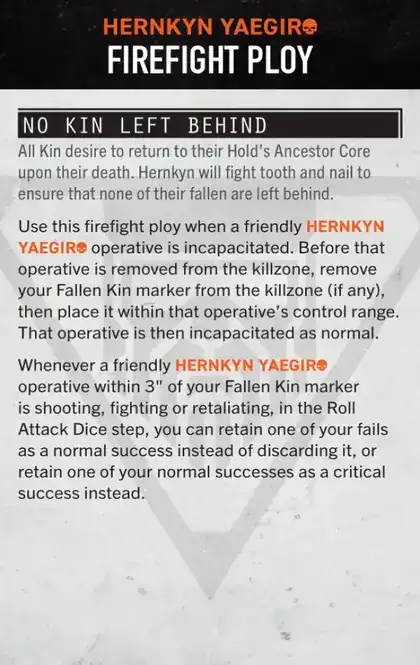 HERNKYN YAEGIR
FIREFIGHT PLOY
NO KIN LEFT BEHIND
All Kin desire to return to their Hold's Ancestor Core
upon their death. Hernkyn will fight tooth and nail to
ensure that none of their fallen are left behind.
Use this firefight ploy when a friendly HERNKYN
YAEGIR operative is incapacitated. Before that
operative is removed from the killzone, remove
your Fallen Kin marker from the killzone (if any),
then place it within that operative's control range.
That operative is then incapacitated as normal.
Whenever a friendly HERNKYN YAEGIR
operative within 3" of your Fallen Kin marker
is shooting, fighting or retaliating, in the Roll
Attack Dice step, you can retain one of your fails
as a normal success instead of discarding it, or
retain one of your normal successes as a critical
success instead.